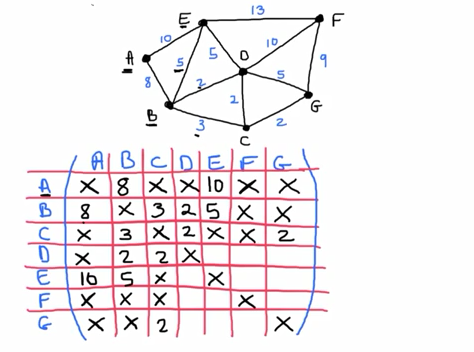 E 13 F
10 D 10
A 5 5 9
8 2 5
B 2 G
3 2
C
A B C D E F G
A X 8 X X 10 X X
B 8 X 3 2 5 X X
C X 3 X 2 X X 2
D X 2 2 X
E 10 5 X X
F X X X X
G X X 2 X